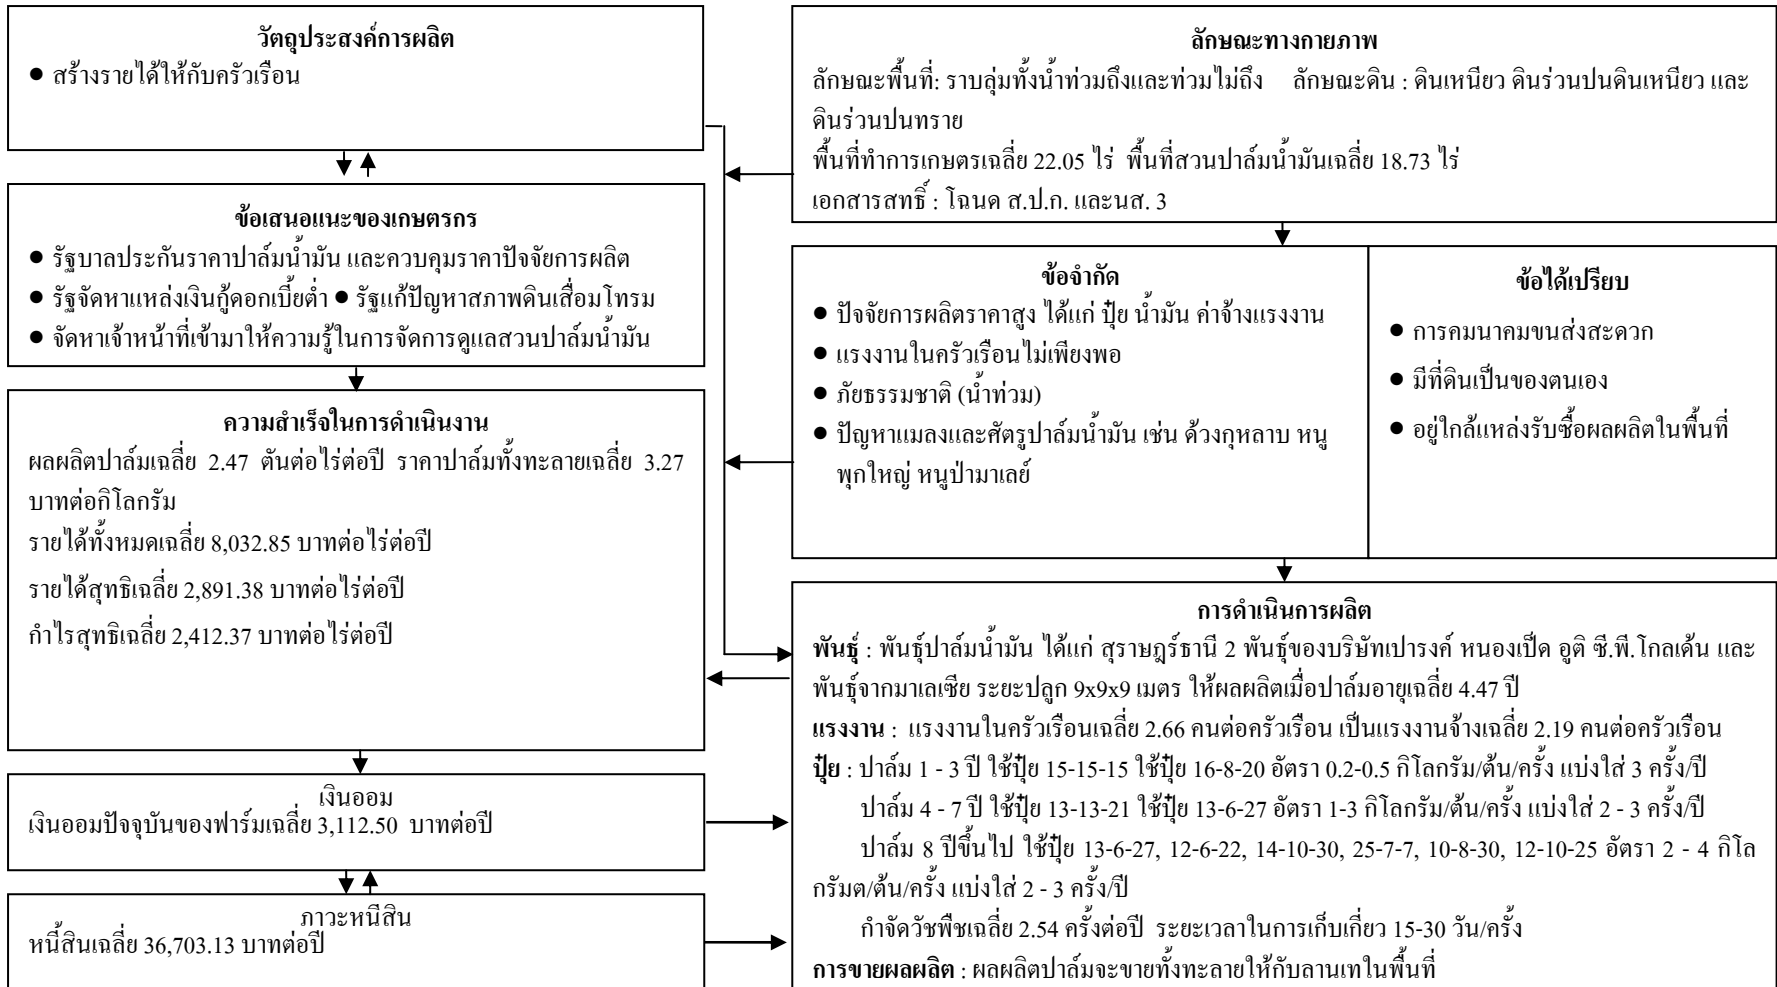 วัตถุประสงค์การผลิต
● สร้างรายได้ให้กับครัวเรือน
ข้อเสนอแนะของเกษตรกร
● รัฐบาลประกันราคาปาล์มน้ำมัน และควบคุมราคาปัจจัยการผลิต
● รัฐจัดหาแหล่งเงินกู้ดอกเบี้ยต่ำ ● รัฐแก้ปัญหาสภาพดินเสื่อมโทรม
● จัดหาเจ้าหน้าที่เข้ามาให้ความรู้ในการจัดการดูแลสวนปาล์มน้ำมัน
ความสำเร็จในการดำเนินงาน
ผลผลิตปาล์มเฉลี่ย 2.47 ตันต่อไร่ต่อปี ราคาปาล์มทั้งทะลายเฉลี่ย 3.27
บาทต่อกิโลกรัม
รายได้ทั้งหมดเฉลี่ย 8,032.85 บาทต่อไร่ต่อปี
รายได้สุทธิเฉลี่ย 2,891.38 บาทต่อไร่ต่อปี
กำไรสุทธิเฉลี่ย 2,412.37 บาทต่อไร่ต่อปี
เงินออม
เงินออมปัจจุบันของฟาร์มเฉลี่ย 3,112.50 บาทต่อปี
ภาวะหนี้สิน
หนี้สินเฉลี่ย 36,703.13 บาทต่อปี
ลักษณะทางกายภาพ
ลักษณะพื้นที่: ราบลุ่มทั้งน้ำท่วมถึงและท่วมไม่ถึง ลักษณะดิน : ดินเหนียว ดินร่วนปนดินเหนียว และ
ดินร่วนปนทราย
พื้นที่ทำการเกษตรเฉลี่ย 22.05 ไร่ พื้นที่สวนปาล์มน้ำมันเฉลี่ย 18.73 ไร่
เอกสารสทธิ์ : โฉนด ส.ป.ก. และนส. 3
ข้อจำกัด
● ปัจจัยการผลิตราคาสูง ได้แก่ ปุ๋ย น้ำมัน ค่าจ้างแรงงาน
● แรงงานในครัวเรือนไม่เพียงพอ
● ภัยธรรมชาติ (น้ำท่วม)
● ปัญหาแมลงและศัตรูปาล์มน้ำมัน เช่น ด้วงกุหลาบ หนู
พุกใหญ่ หนูป่ามาเลย์
ข้อได้เปรียบ
● การคมนาคมขนส่งสะดวก
● มีที่ดินเป็นของตนเอง
● อยู่ใกล้แหล่งรับซื้อผลผลิตในพื้นที่
การดำเนินการผลิต
พันธุ์ : พันธุ์ปาล์มน้ำมัน ได้แก่ สุราษฎร์ธานี 2 พันธุ์ของบริษัทเปารงค์ หนองเป็ด อูติ ซี.พี.โกลเด้น และ
พันธุ์จากมาเลเซีย ระยะปลูก 9x9x9 เมตร ให้ผลผลิตเมื่อปาล์มอายุเฉลี่ย 4.47 ปี
แรงงาน : แรงงานในครัวเรือนเฉลี่ย 2.66 คนต่อครัวเรือน เป็นแรงงานจ้างเฉลี่ย 2.19 คนต่อครัวเรือน
ปุ๋ย : ปาล์ม 1 - 3 ปี ใช้ปุ๋ย 15-15-15 ใช้ปุ๋ย 16-8-20 อัตรา 0.2-0.5 กิโลกรัม/ต้น/ครั้ง แบ่งใส่ 3 ครั้ง/ปี
ปาล์ม 4 - 7 ปี ใช้ปุ๋ย 13-13-21 ใช้ปุ๋ย 13-6-27 อัตรา 1-3 กิโลกรัม/ต้น/ครั้ง แบ่งใส่ 2 - 3 ครั้ง/ปี
ปาล์ม 8 ปีขึ้นไป ใช้ปุ๋ย 13-6-27, 12-6-22, 14-10-30, 25-7-7, 10-8-30, 12-10-25 อัตรา 2 - 4 กิโล
กรัมต/ต้น/ครั้ง แบ่งใส่ 2 - 3 ครั้ง/ปี
กำจัดวัชพืชเฉลี่ย 2.54 ครั้งต่อปี ระยะเวลาในการเก็บเกี่ยว 15-30 วัน/ครั้ง
การขายผลผลิต : ผลผลิตปาล์มจะขายทั้งทะลายให้กับลานเทในพื้นที่